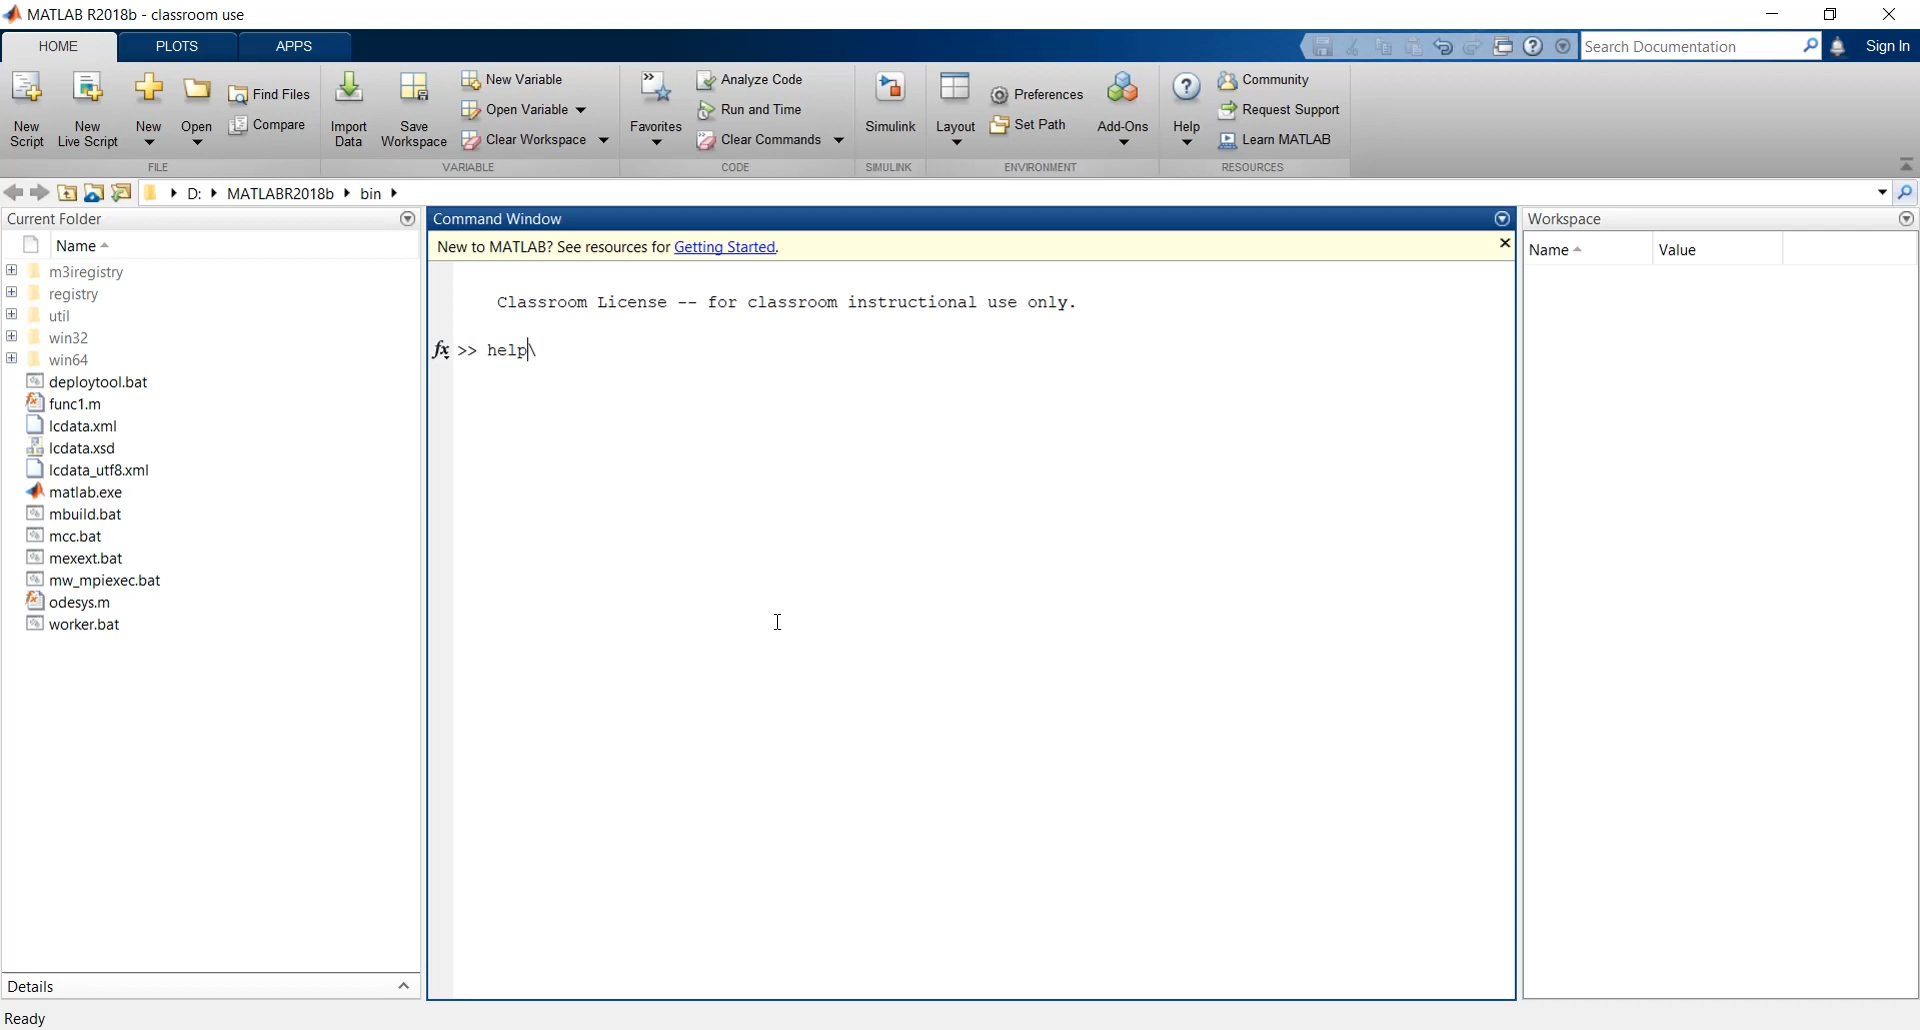 MATLAB R2018b - classroom use
HOME
PLOTS
APPS
Search Documentation
Sign In
New Script
New Live Script
New
Open
Find Files
Compare
FILE
Import Data
Save Workspace
New Variable
Open Variable
Clear Workspace
VARIABLE
Favorites
Analyze Code
Run and Time
Clear Commands
CODE
Simulink
SIMULINK
Layout
Preferences
Set Path
Add-Ons
ENVIRONMENT
Help
Community
Request Support
Learn MATLAB
RESOURCES
D: MATLABR2018b bin
Current Folder
Name
m3iregistry
registry
util
win32
win64
deploytool.bat
func1.m
lcdata.xml
lcdata.xsd
lcdata_utf8.xml
matlab.exe
mbuild.bat
mcc.bat
mexext.bat
mw_mpiexec.bat
odesys.m
worker.bat
Details
Command Window
New to MATLAB? See resources for Getting Started.
Classroom License -- for classroom instructional use only.
fx >> help\
Workspace
Name Value
Ready